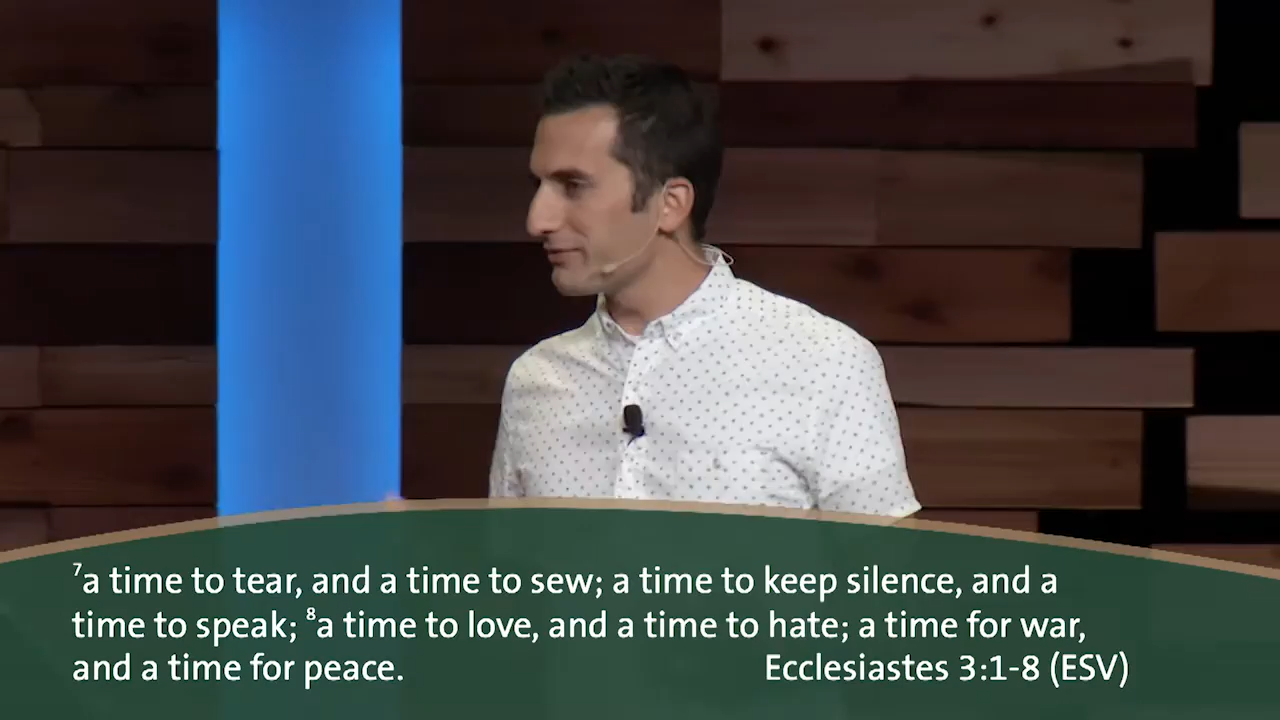 ⁷a time to tear, and a time to sew; a time to keep silence, and a
time to speak; ⁸a time to love, and a time to hate; a time for war,
and a time for peace. Ecclesiastes 3:1-8 (ESV)